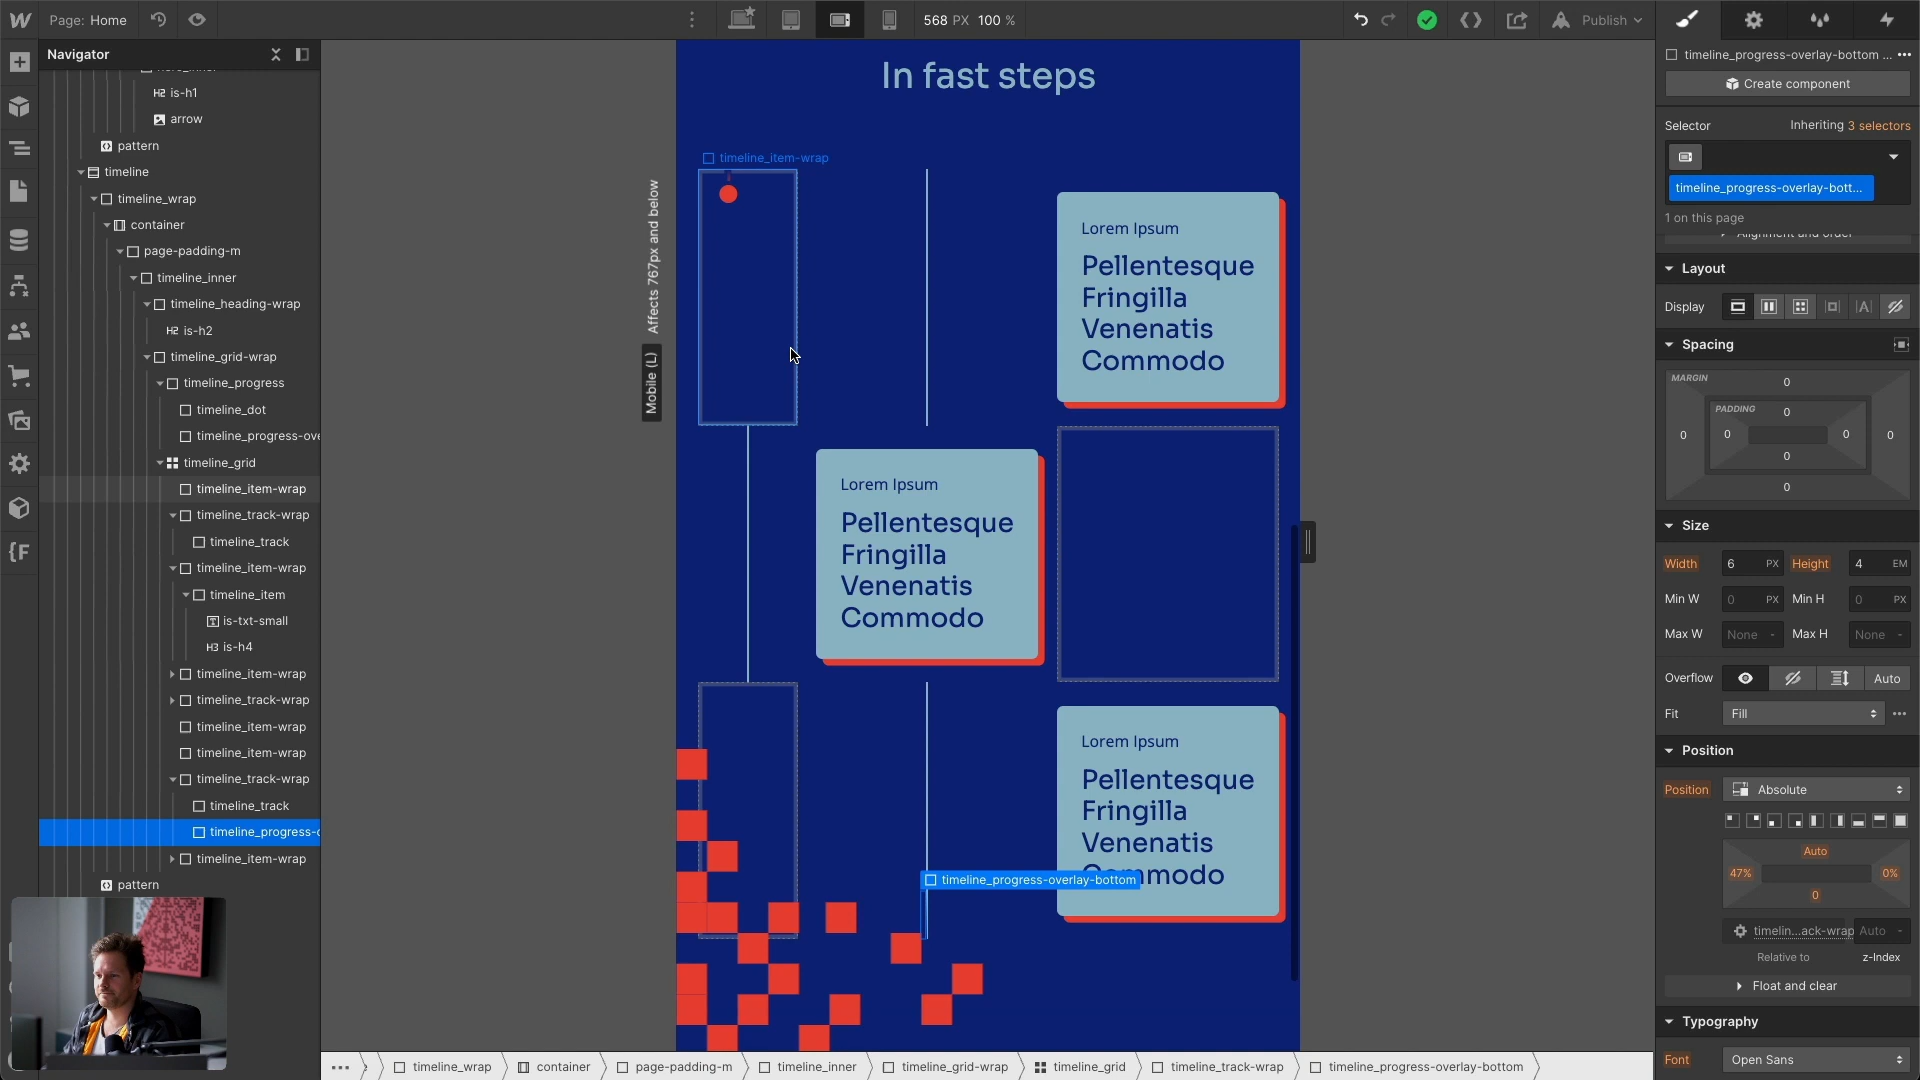 Page: Home
568 PX 100 %
Publish
Navigator
H2 is-h1
arrow
pattern
timeline
timeline_wrap
container
page-padding-m
timeline_inner
timeline_heading-wrap
H2 is-h2
timeline_grid-wrap
timeline_progress
timeline_dot
timeline_progress-ove
timeline_grid
timeline_item-wrap
timeline_track-wrap
timeline_track
timeline_item-wrap
timeline_item
is-txt-small
H3 is-h4
timeline_item-wrap
timeline_track-wrap
timeline_item-wrap
timeline_item-wrap
timeline_track-wrap
timeline_track
timeline_progress-o
timeline_item-wrap
pattern
Affects 767px and below
Mobile (L)
In fast steps
timeline_item-wrap
Lorem Ipsum
Pellentesque
Fringilla
Venenatis
Commodo
Lorem Ipsum
Pellentesque
Fringilla
Venenatis
Commodo
Lorem Ipsum
Pellentesque
Fringilla
Venenatis
Commodo
timeline_progress-overlay-bottom
timeline_wrap
container
page-padding-m
timeline_inner
timeline_grid-wrap
timeline_grid
timeline_track-wrap
timeline_progress-overlay-bottom
timeline_progress-overlay-bottom ...
Create component
Selector Inheriting 3 selectors
timeline_progress-overlay-bott...
1 on this page
Alignment and order
Layout
Display
Spacing
MARGIN
0
PADDING
0
0 0 0 0
0
0
Size
Width 6 PX Height 4 EM
Min W 0 PX Min H 0 PX
Max W None - Max H None -
Overflow Auto
Fit Fill
Position
Position Absolute
Auto
47% 0%
0
timelin...ack-wrap Auto -
Relative to z-Index
Float and clear
Typography
Font Open Sans